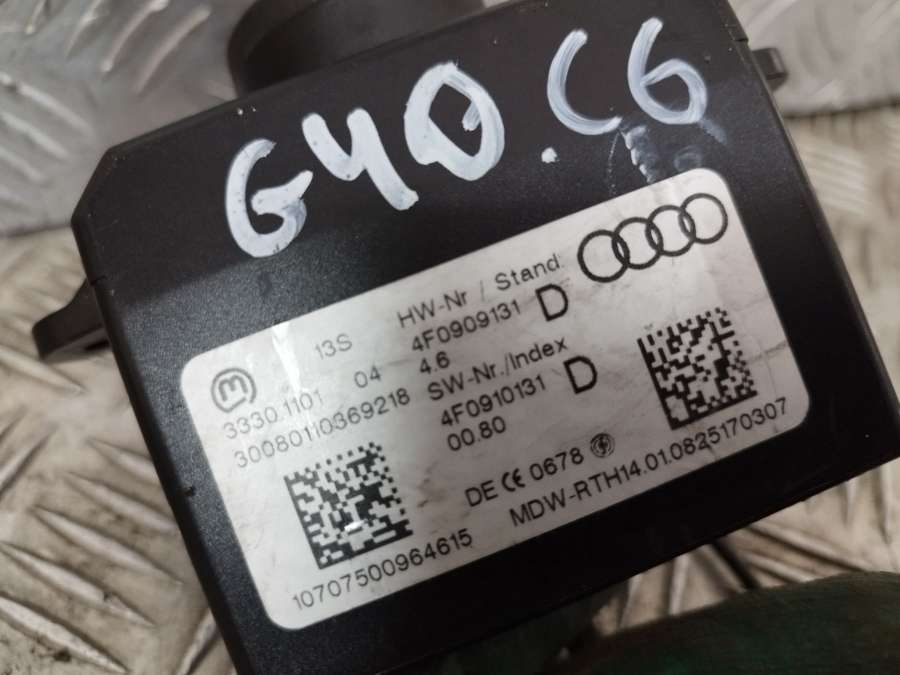 G40.C6
13S HW-Nr / Stand:
4F0909131 D
3330.1101 04 4.6
30080110369218 SW-Nr./Index
4F0910131 D
00.80
DE CE 0678
MDW-RTH14.01.0825170307
10707500964615